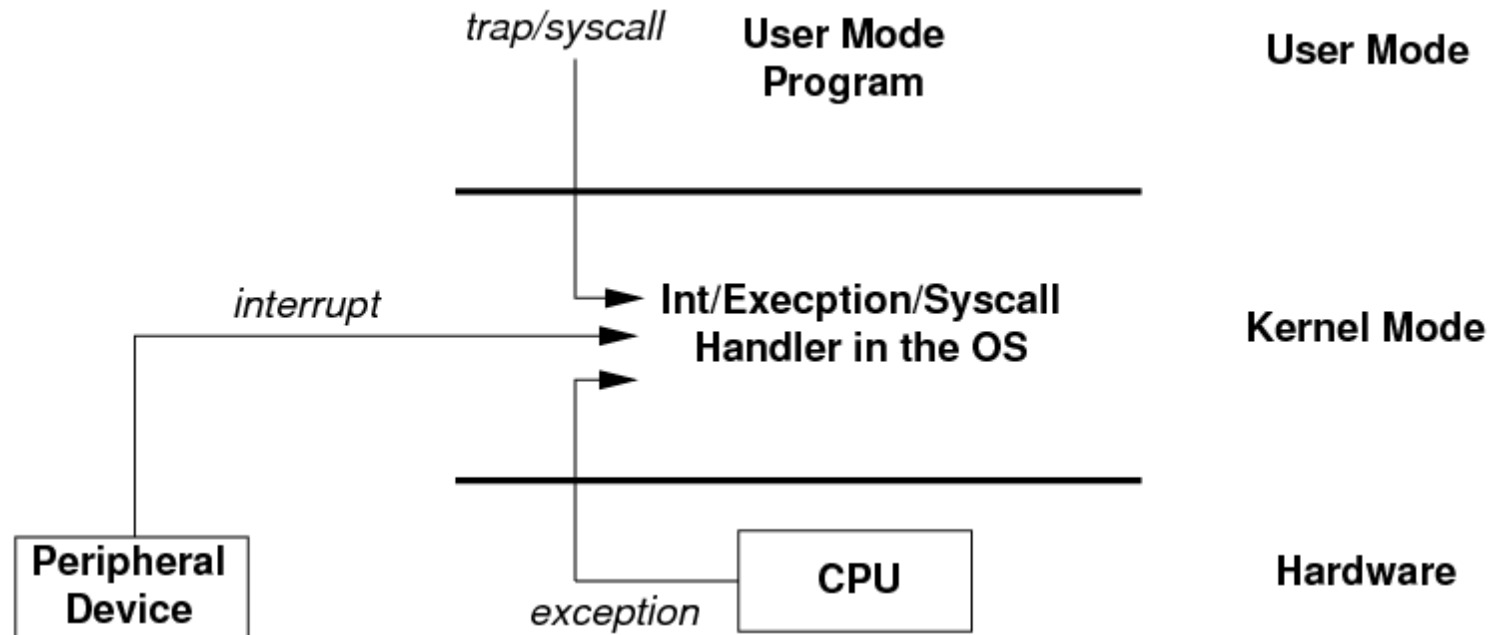 trap/syscall
User Mode
Program
User Mode
interrupt
Int/Execption/Syscall
Handler in the OS
Kernel Mode
Peripheral
Device
exception
CPU
Hardware